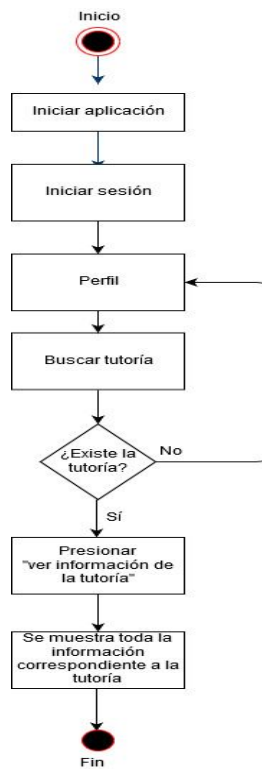 Inicio
Iniciar aplicación
Iniciar sesión
Perfil
Buscar tutoría
¿Existe la
tutoría?
No
Sí
Presionar
"ver información de
la tutoría"
Se muestra toda la
información
correspondiente a la
tutoría
Fin